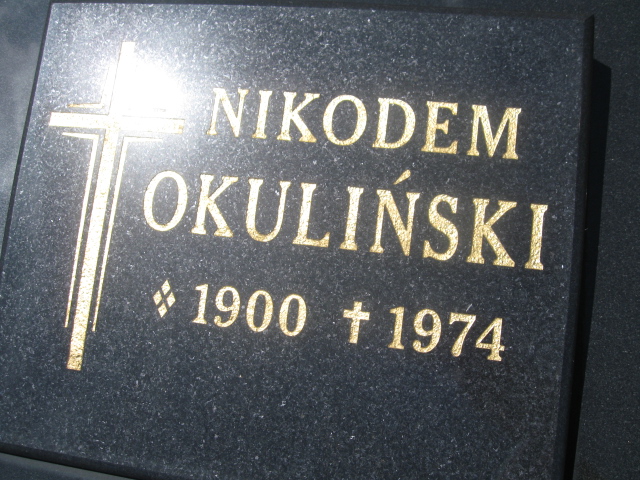 NIKODEM
OKULIŃSKI
1900 ✝ 1974